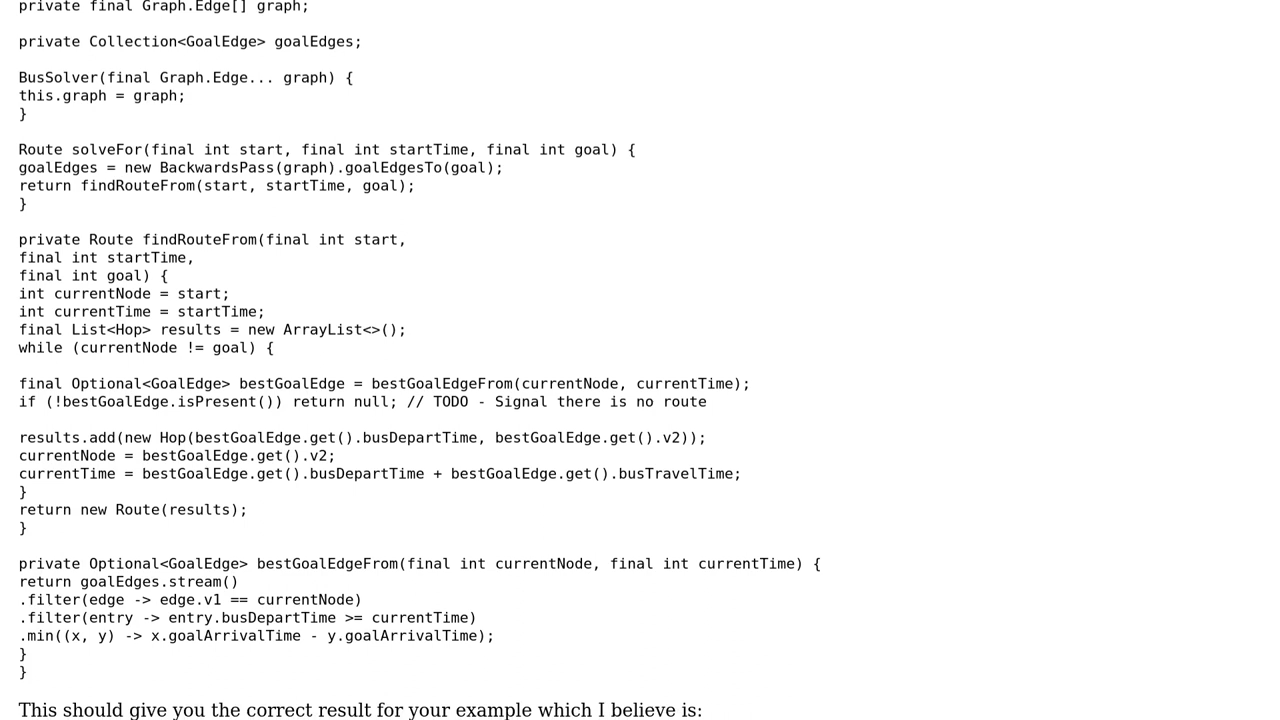 private final Graph.Edge[] graph;
private Collection<GoalEdge> goalEdges;
BusSolver(final Graph.Edge... graph) {
this.graph = graph;
}
Route solveFor(final int start, final int startTime, final int goal) {
goalEdges = new BackwardsPass(graph).goalEdgesTo(goal);
return findRouteFrom(start, startTime, goal);
}
private Route findRouteFrom(final int start,
final int startTime,
final int goal) {
int currentNode = start;
int currentTime = startTime;
final List<Hop> results = new ArrayList<>();
while (currentNode != goal) {
final Optional<GoalEdge> bestGoalEdge = bestGoalEdgeFrom(currentNode, currentTime);
if (!bestGoalEdge.isPresent()) return null; // TODO - Signal there is no route
results.add(new Hop(bestGoalEdge.get().busDepartTime, bestGoalEdge.get().v2));
currentNode = bestGoalEdge.get().v2;
currentTime = bestGoalEdge.get().busDepartTime + bestGoalEdge.get().busTravelTime;
}
return new Route(results);
}
private Optional<GoalEdge> bestGoalEdgeFrom(final int currentNode, final int currentTime) {
return goalEdges.stream()
.filter(edge -> edge.v1 == currentNode)
.filter(entry -> entry.busDepartTime >= currentTime)
.min((x, y) -> x.goalArrivalTime - y.goalArrivalTime);
}
}
This should give you the correct result for your example which I believe is: